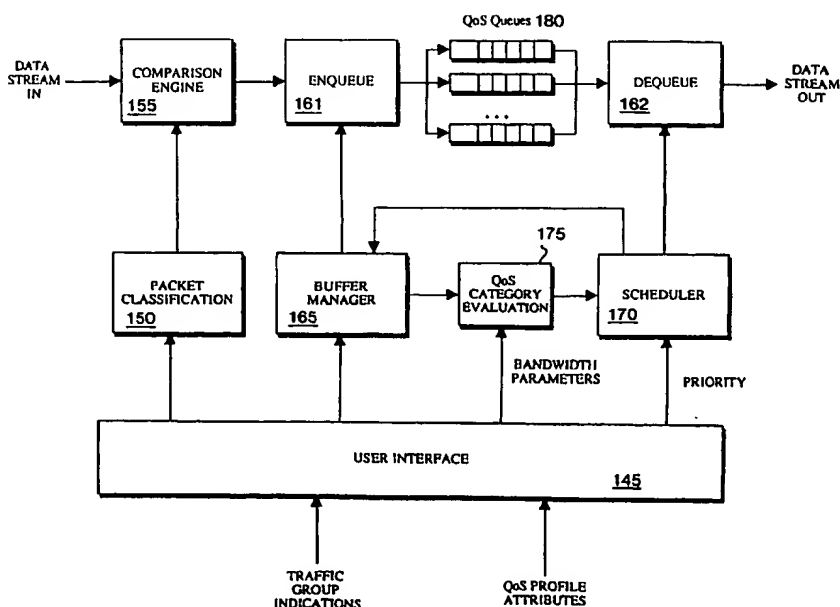 QoS Queues 180
DATA
STREAM
IN
COMPARISON
ENGINE
155
ENQUEUE
161
...
DEQUEUE
162
DATA
STREAM
OUT
175
PACKET
CLASSIFICATION
150
BUFFER
MANAGER
165
QoS
CATEGORY
EVALUATION
SCHEDULER
170
BANDWIDTH
PARAMETERS
PRIORITY
USER INTERFACE
145
TRAFFIC
GROUP
INDICATIONS
QoS PROFILE
ATTRIBUTES